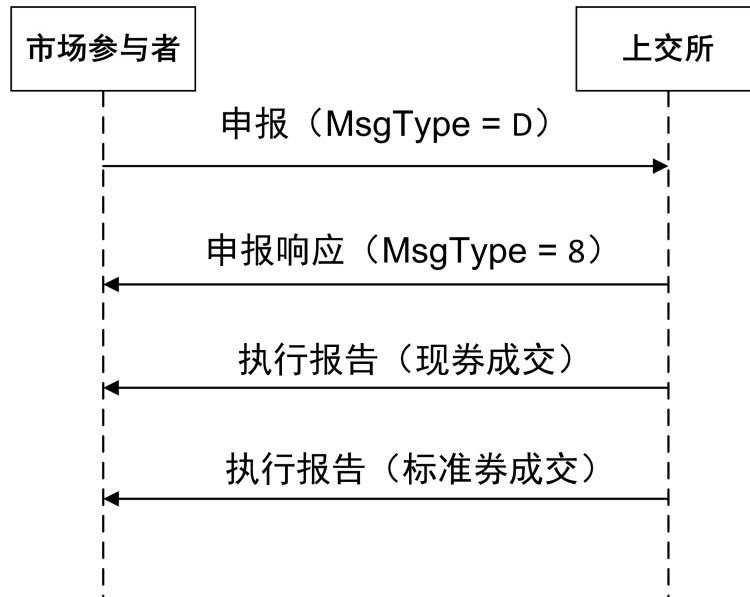 市场参与者
上交所
申报（MsgType = D）
申报响应（MsgType = 8）
执行报告（现券成交）
执行报告（标准券成交）